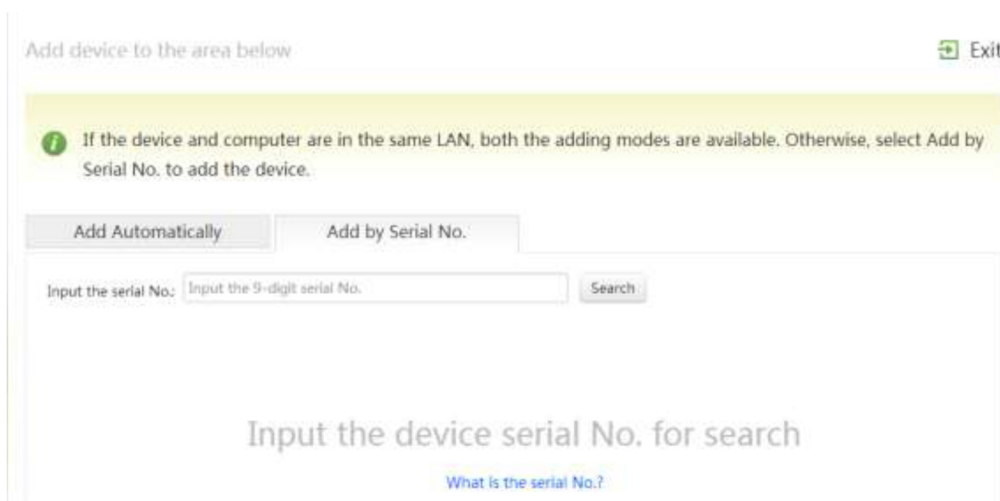 Add device to the area below
Exit
If the device and computer are in the same LAN, both the adding modes are available. Otherwise, select Add by
Serial No. to add the device.
Add Automatically
Add by Serial No.
Input the serial No.: Input the 9-digit serial No. Search
Input the device serial No. for search
What is the serial No.?